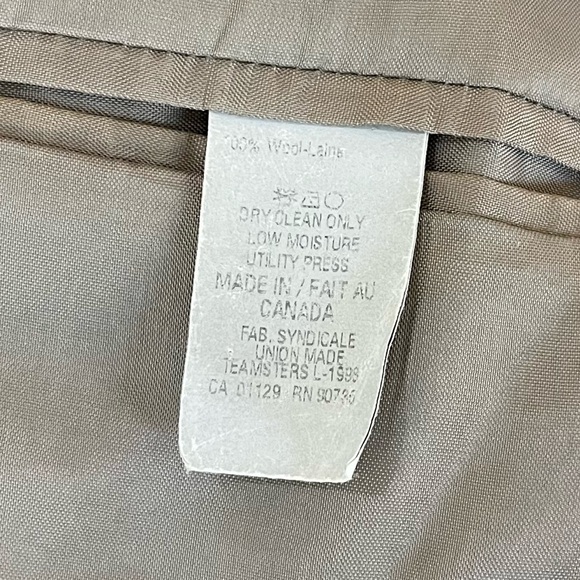 100% Wool-Laine
DRY CLEAN ONLY
LOW MOISTURE
UTILITY PRESS
MADE IN / FAIT AU
CANADA
FAB. SYNDICALE
UNION MADE
TEAMSTERS L-1998
CA 01129 RN 90735